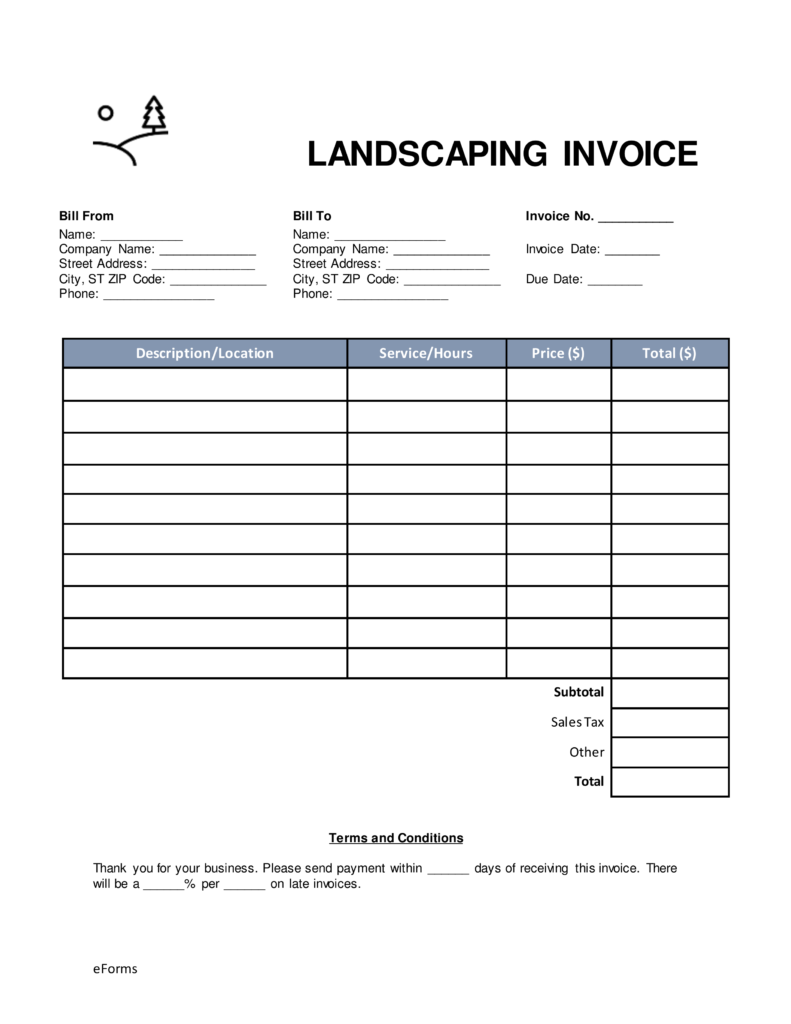 LANDSCAPING INVOICE
Bill From
Name: ____________
Company Name: ______________
Street Address: _______________
City, ST ZIP Code: ______________
Phone: ________________
Bill To
Name: ________________
Company Name: ______________
Street Address: _______________
City, ST ZIP Code: ______________
Phone: ________________
Invoice No. ___________
Invoice Date: ________
Due Date: ________
Description/Location Service/Hours Price ($) Total ($)
Subtotal
Sales Tax
Other
Total
Terms and Conditions
Thank you for your business. Please send payment within ______ days of receiving this invoice. There
will be a ______% per ______ on late invoices.
eForms